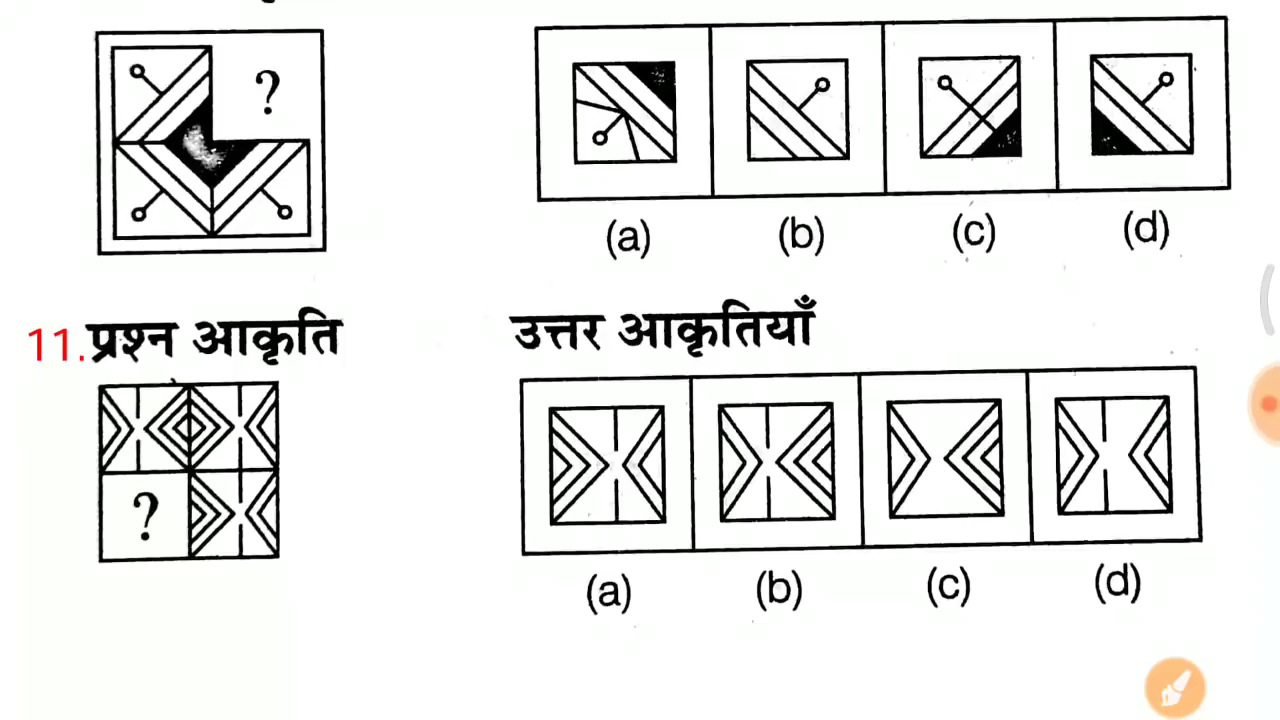 ?
(a) (b) (c) (d)
11. प्रश्न आकृति उत्तर आकृतियाँ
?
(a) (b) (c) (d)